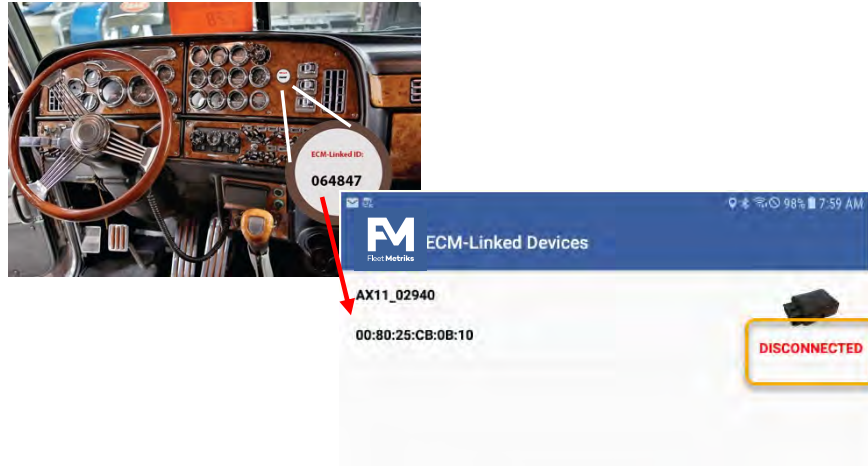 ECM-Linked ID:
064847
98% 7:59 AM
FM
Fleet Metriks
ECM-Linked Devices
AX11_02940
00:80:25:CB:0B:10
DISCONNECTED